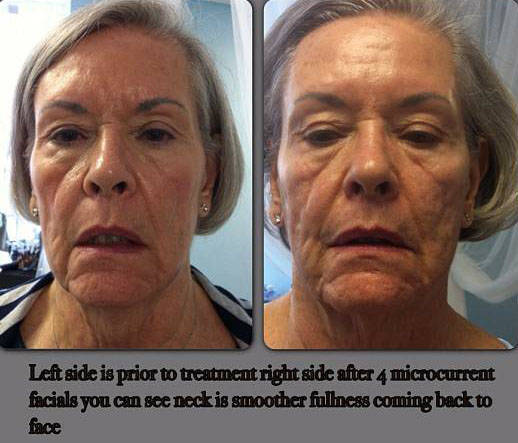 Left side is prior to treatment right side after 4 microcurrent
facials you can see neck is smoother fullness coming back to
face